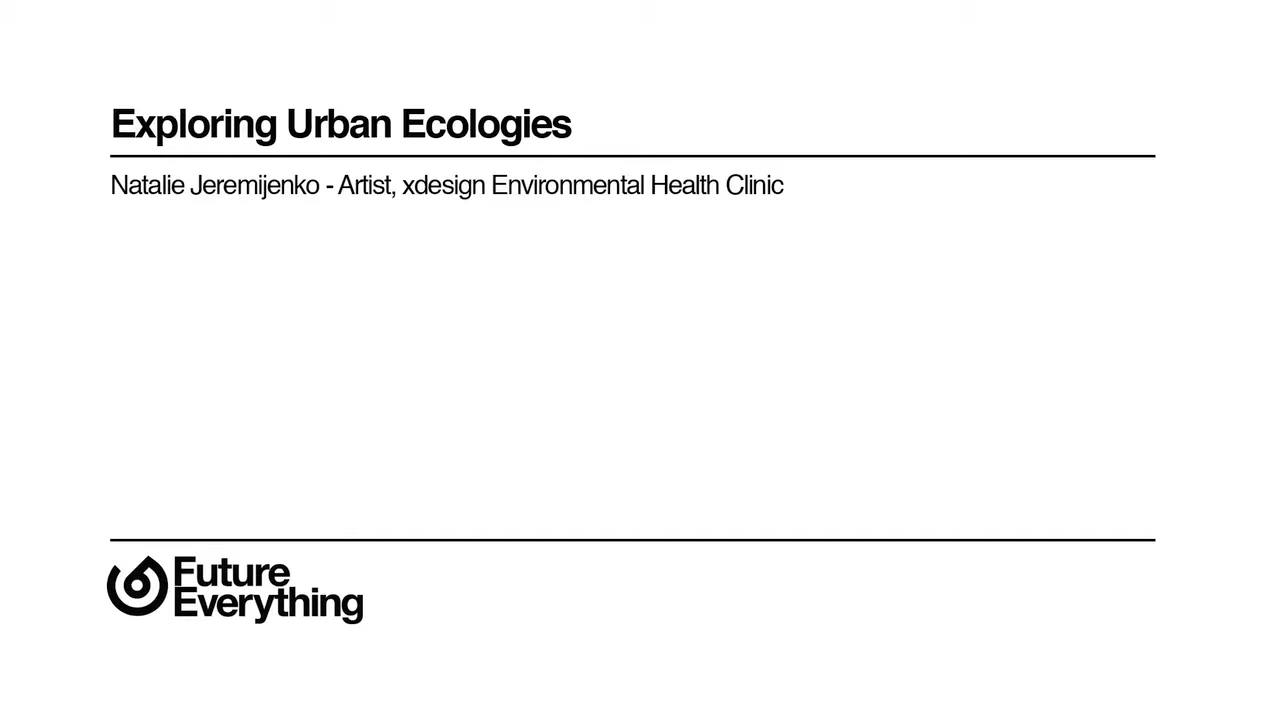 Exploring Urban Ecologies
Natalie Jeremijenko - Artist, xdesign Environmental Health Clinic
Future
Everything